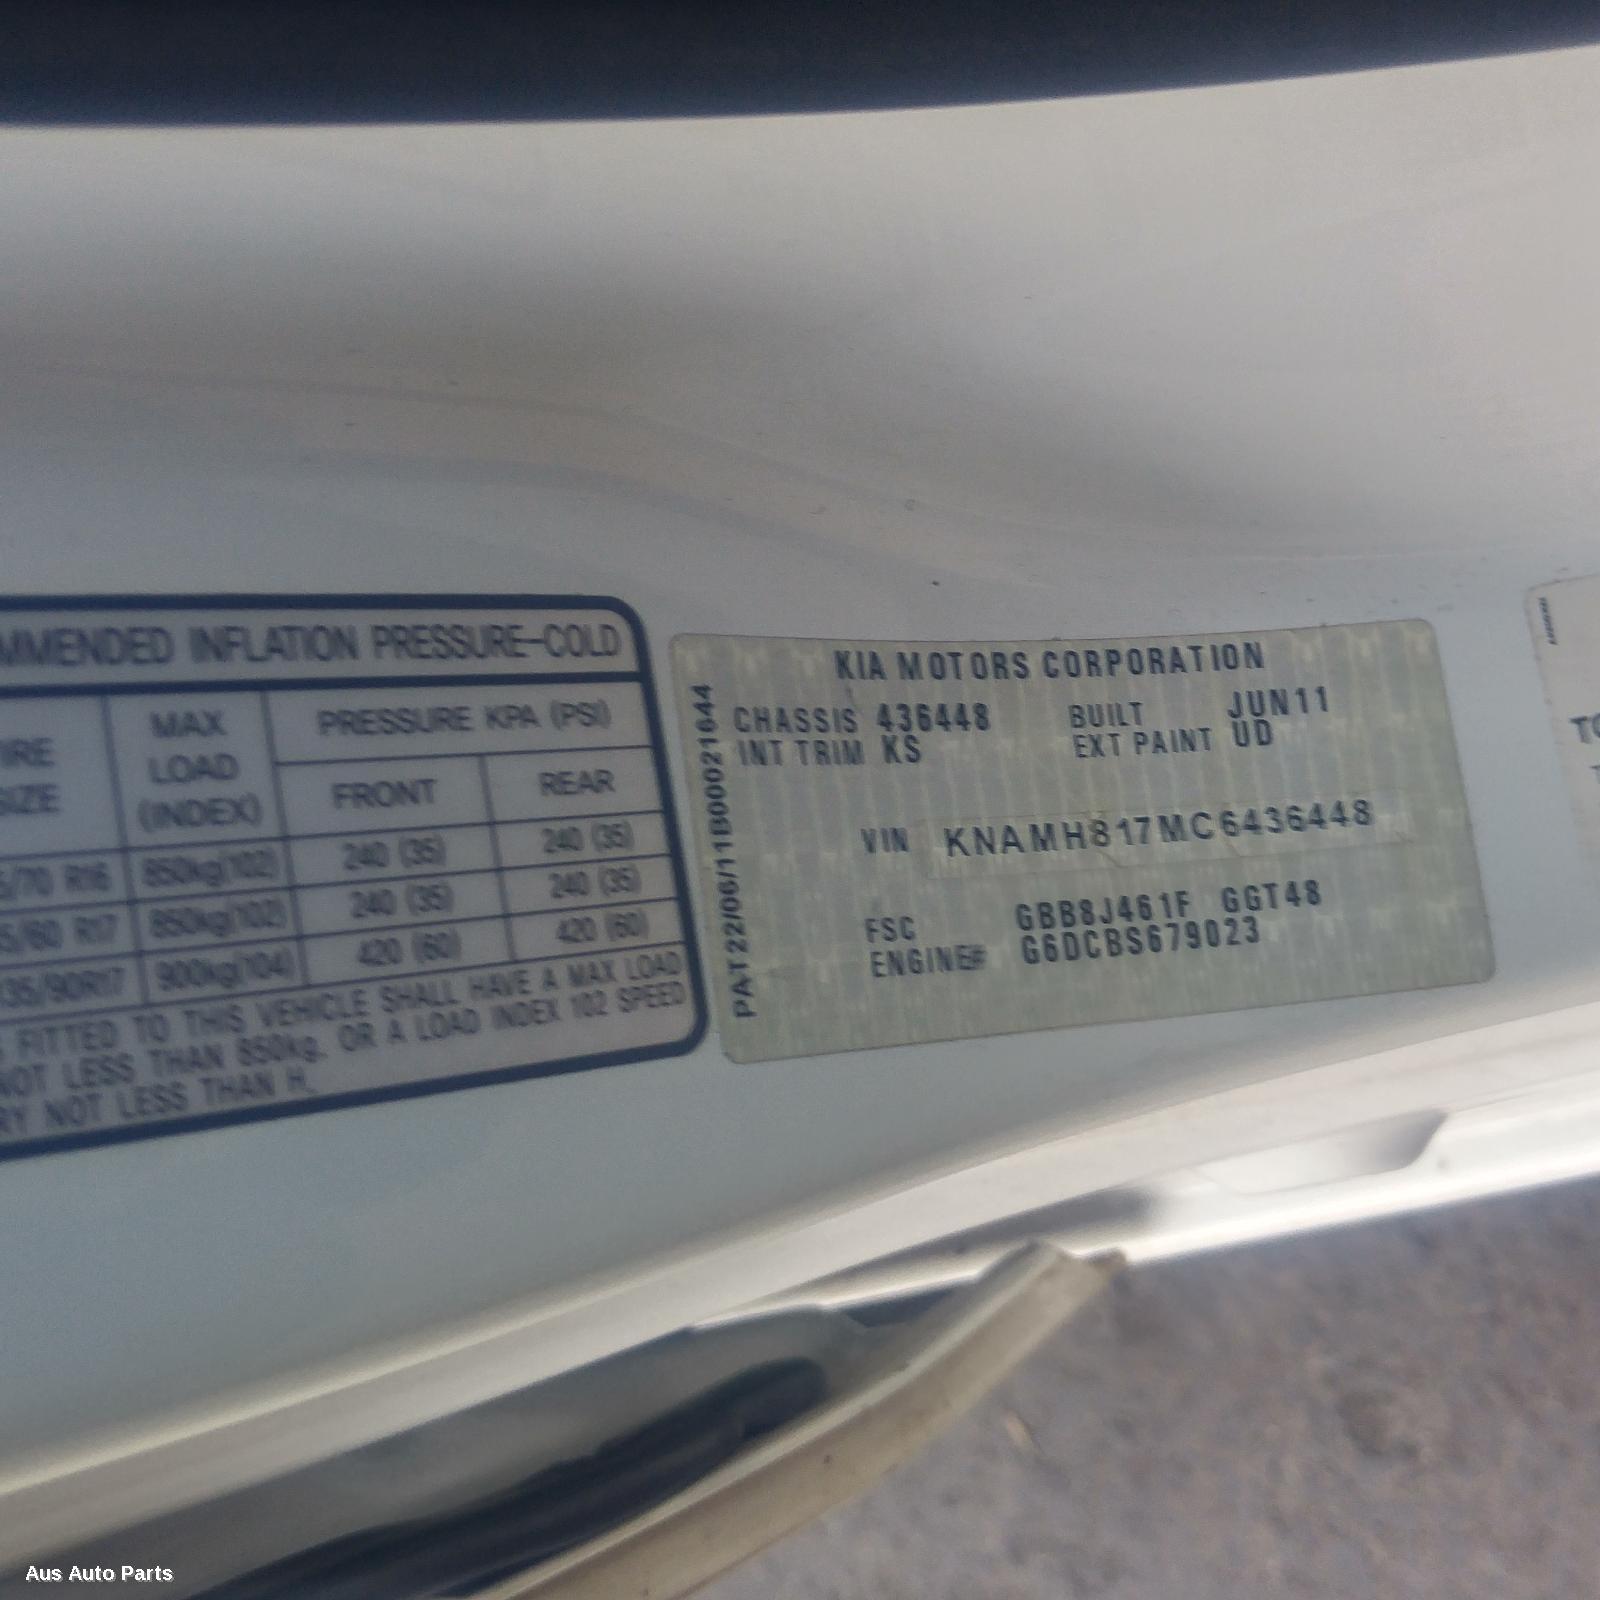 MMENDED INFLATION PRESSURE-COLD
IRE SIZE
MAX LOAD (INDEX)
PRESSURE KPA (PSI)
FRONT REAR
5/70 R16 850kg(102) 240 (35) 240 (35)
5/60 R17 850kg(102) 240 (35) 240 (35)
35/90R17 900kg(104) 420 (60) 420 (60)
FITTED TO THIS VEHICLE SHALL HAVE A MAX LOAD
NOT LESS THAN 850kg. OR A LOAD INDEX 102 SPEED
RY NOT LESS THAN H.
PAT 22/06/11B00021644
KIA MOTORS CORPORATION
CHASSIS 436448 BUILT JUN11
INT TRIM KS EXT PAINT UD
VIN KNAMH817MC6436448
FSC GBB8J461F GGT48
ENGINE# G6DCBS679023
Aus Auto Parts